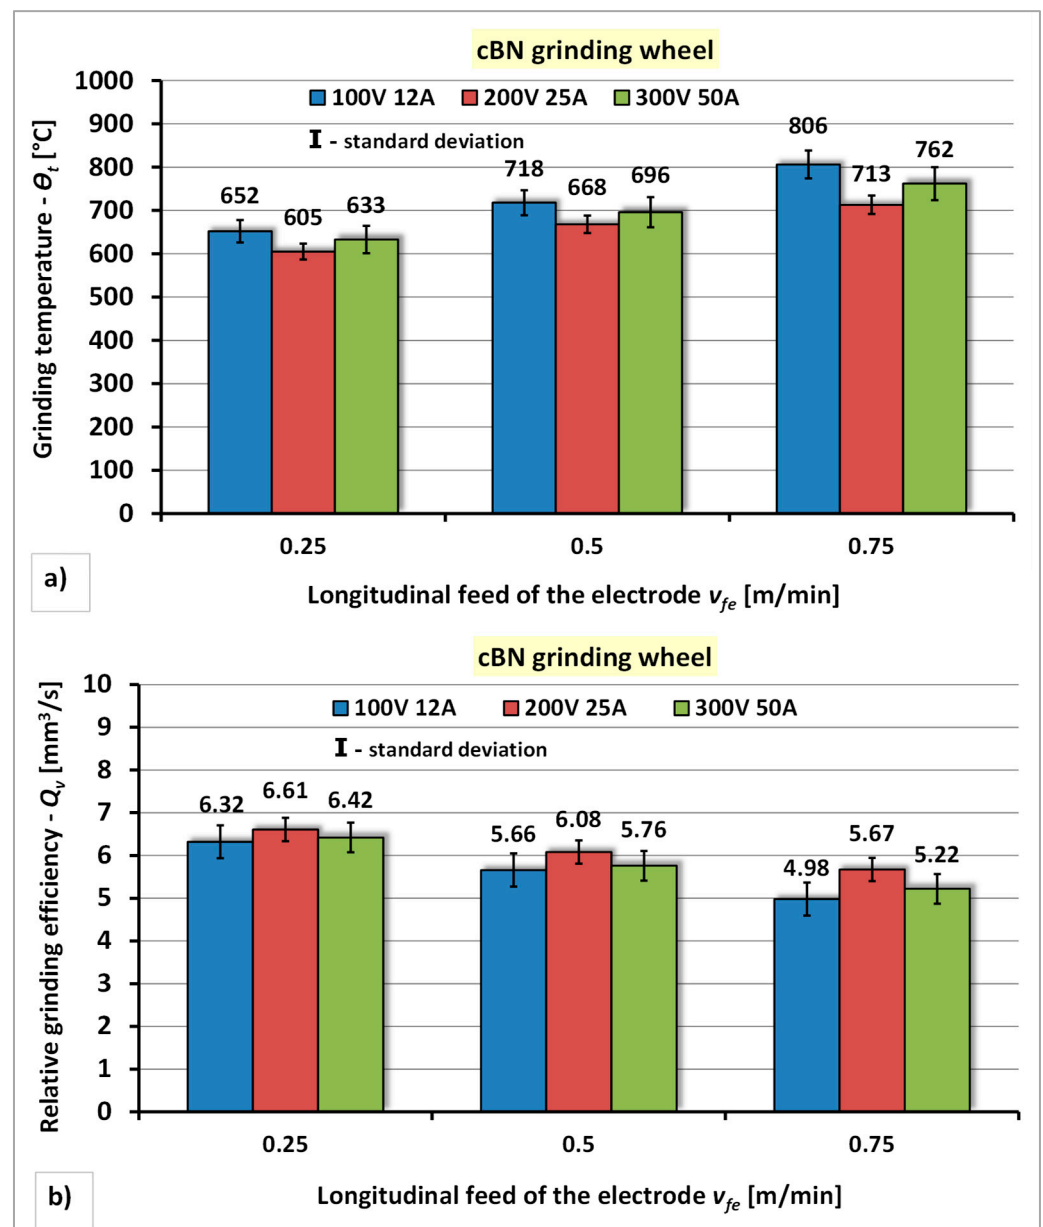 cBN grinding wheel
1000
100V 12A 200V 25A 300V 50A
900
I - standard deviation
806
800
762
718
713
700
696
668
652
633
605
600
500
400
300
200
100
0
Grinding temperature - Θt [°C]
0.25 0.5 0.75
a)
Longitudinal feed of the electrode vfe [m/min]
cBN grinding wheel
10
100V 12A 200V 25A 300V 50A
9
I - standard deviation
8
7
6.32 6.61 6.42
5.66 6.08 5.76
4.98 5.67 5.22
6
5
4
3
2
1
0
Relative grinding efficiency - Qv [mm³/s]
0.25 0.5 0.75
b)
Longitudinal feed of the electrode vfe [m/min]